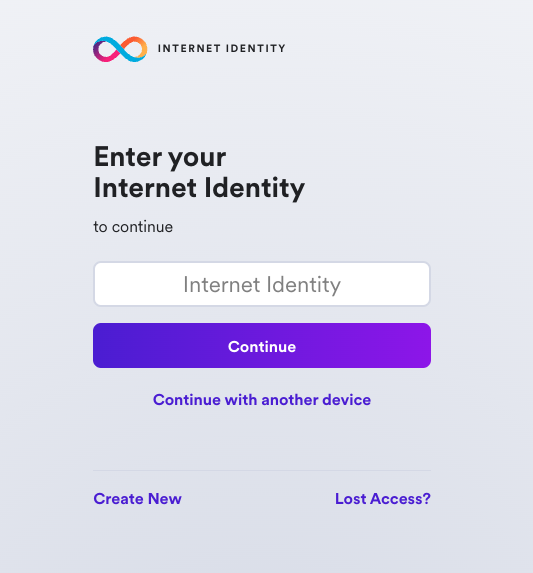 INTERNET IDENTITY
Enter your
Internet Identity
to continue
Internet Identity
Continue
Continue with another device
Create New
Lost Access?